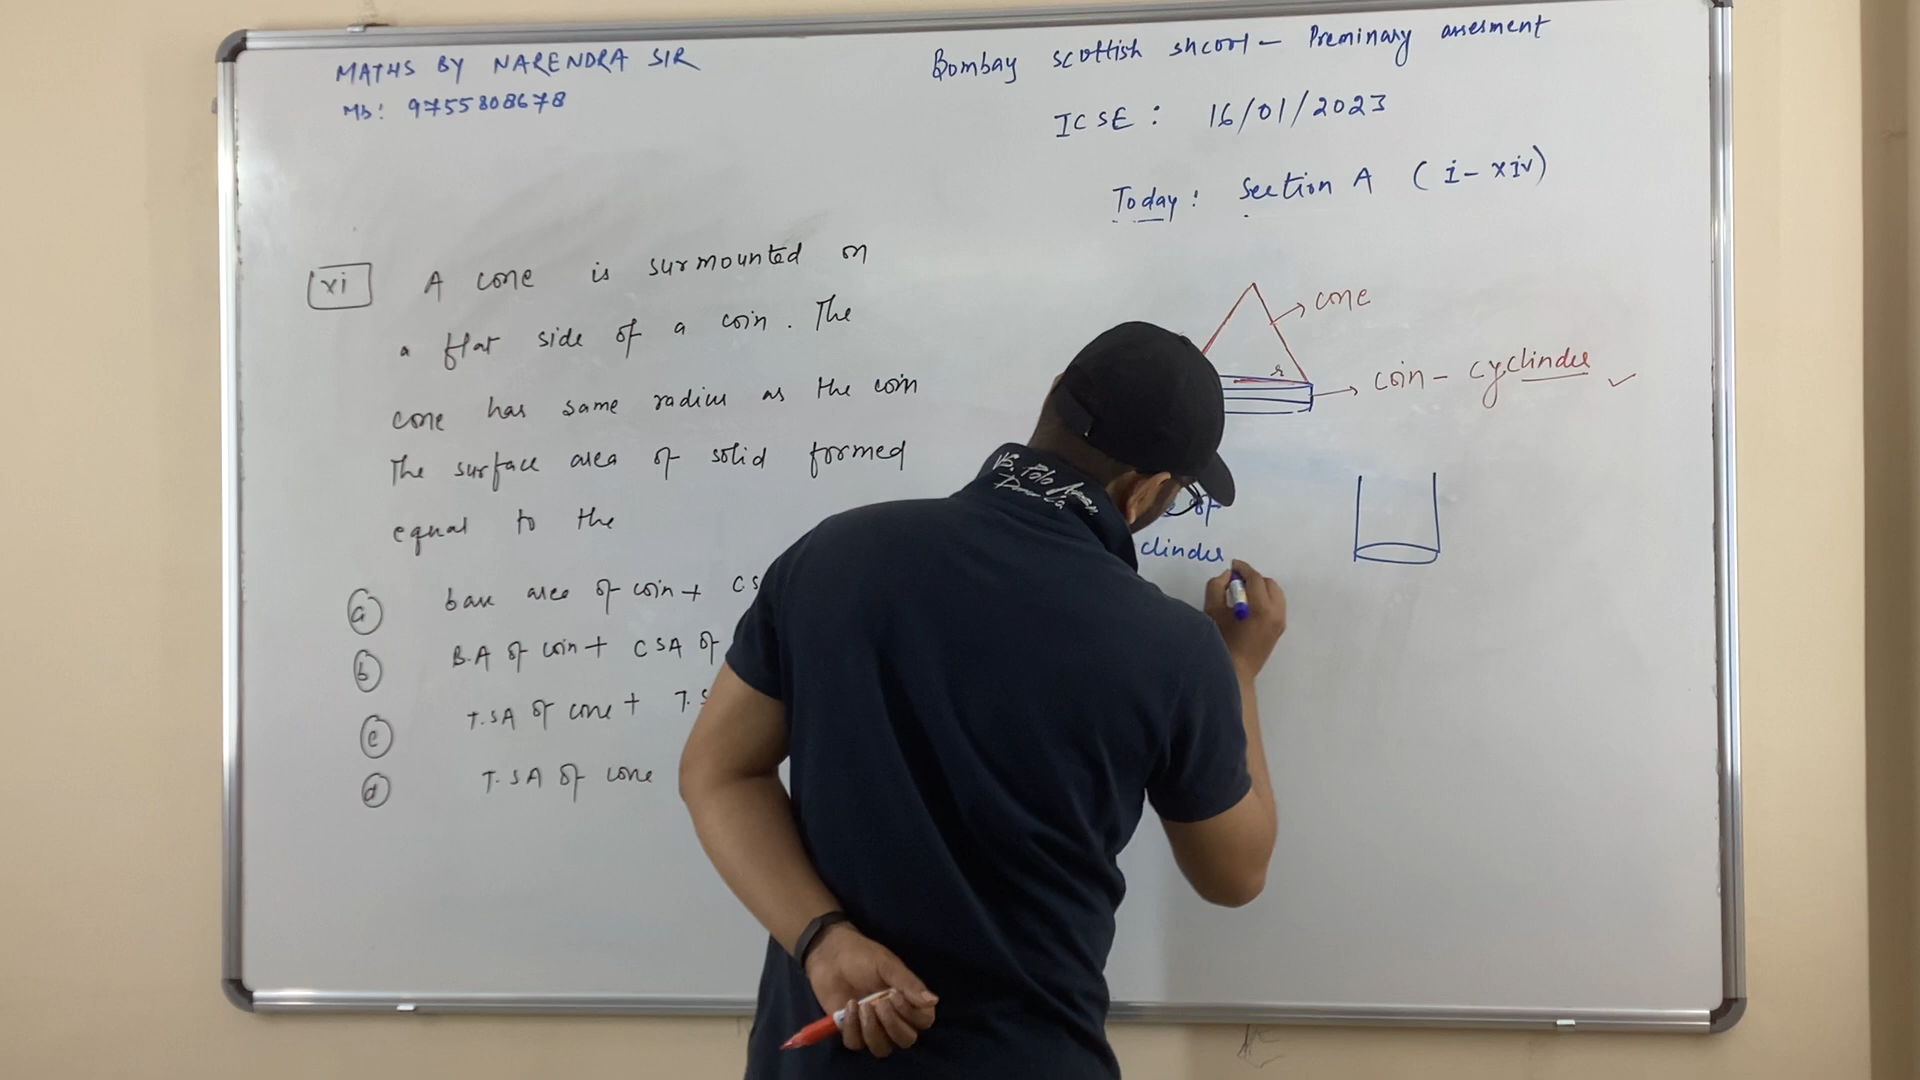 MATHS BY NARENDRA SIR
Mb: 9755808678
Bombay scottish shcool - Preminary assesment
ICSE: 16/01/2023
Today: Section A (i - xiv)
xi A cone is surmounted on
a flat side of a coin. The
cone has same radius as the coin
The surface area of solid formed
equal to the
a base area of coin + CS
b B.A of coin + CSA of
c T.SA of cone + T.S
d T.SA of cone
cone
r
coin - cyclinder
of
clinder